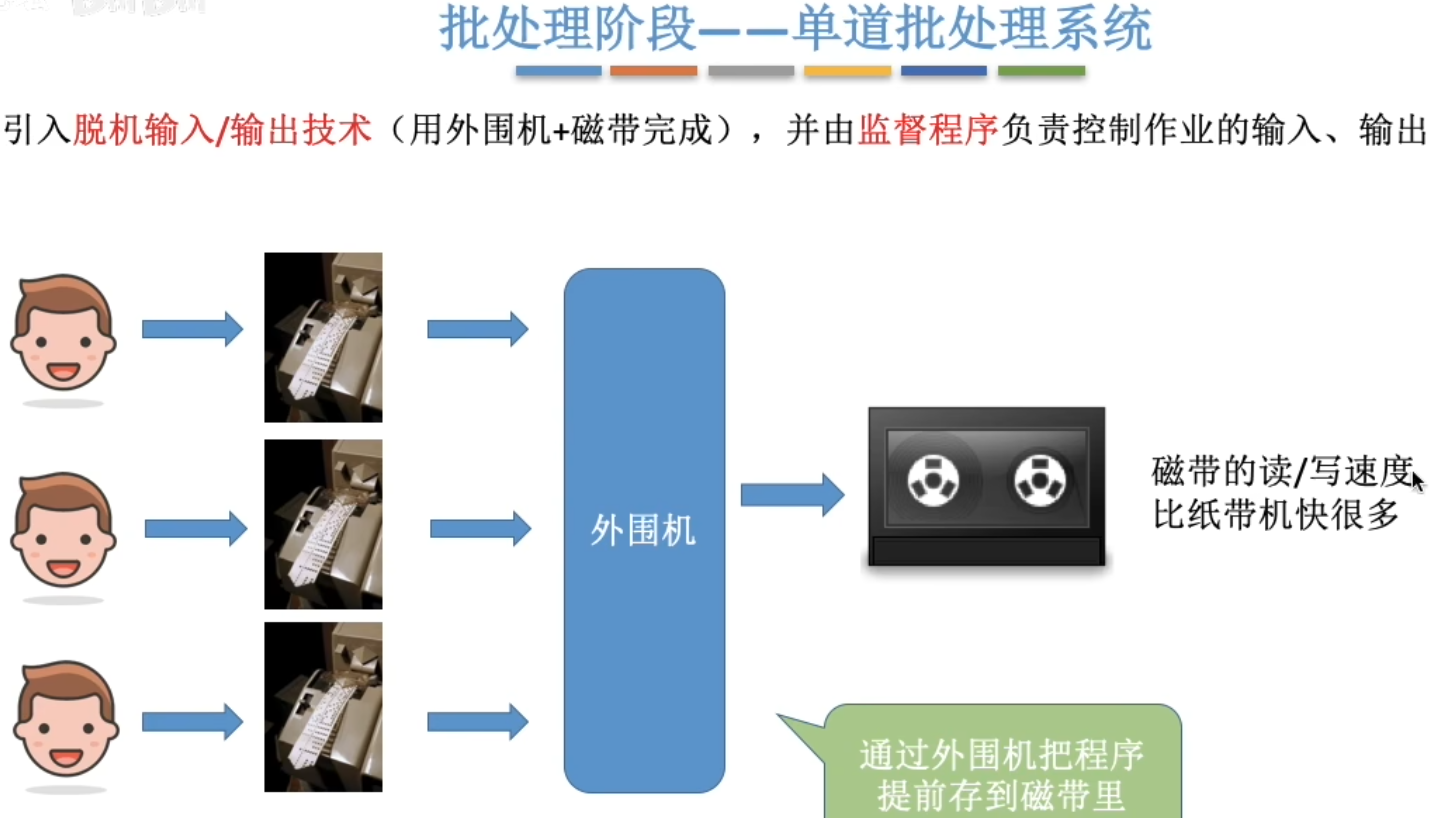 批处理阶段——单道批处理系统
引入脱机输入/输出技术（用外围机+磁带完成），并由监督程序负责控制作业的输入、输出
外围机
磁带的读/写速度
比纸带机快很多
通过外围机把程序
提前存到磁带里